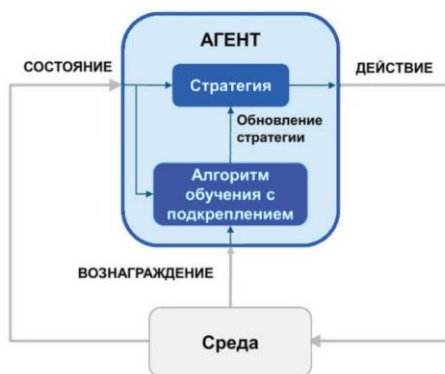 АГЕНТ
СОСТОЯНИЕ
ДЕЙСТВИЕ
Стратегия
Обновление
стратегии
Алгоритм
обучения с
подкреплением
ВОЗНАГРАЖДЕНИЕ
Среда